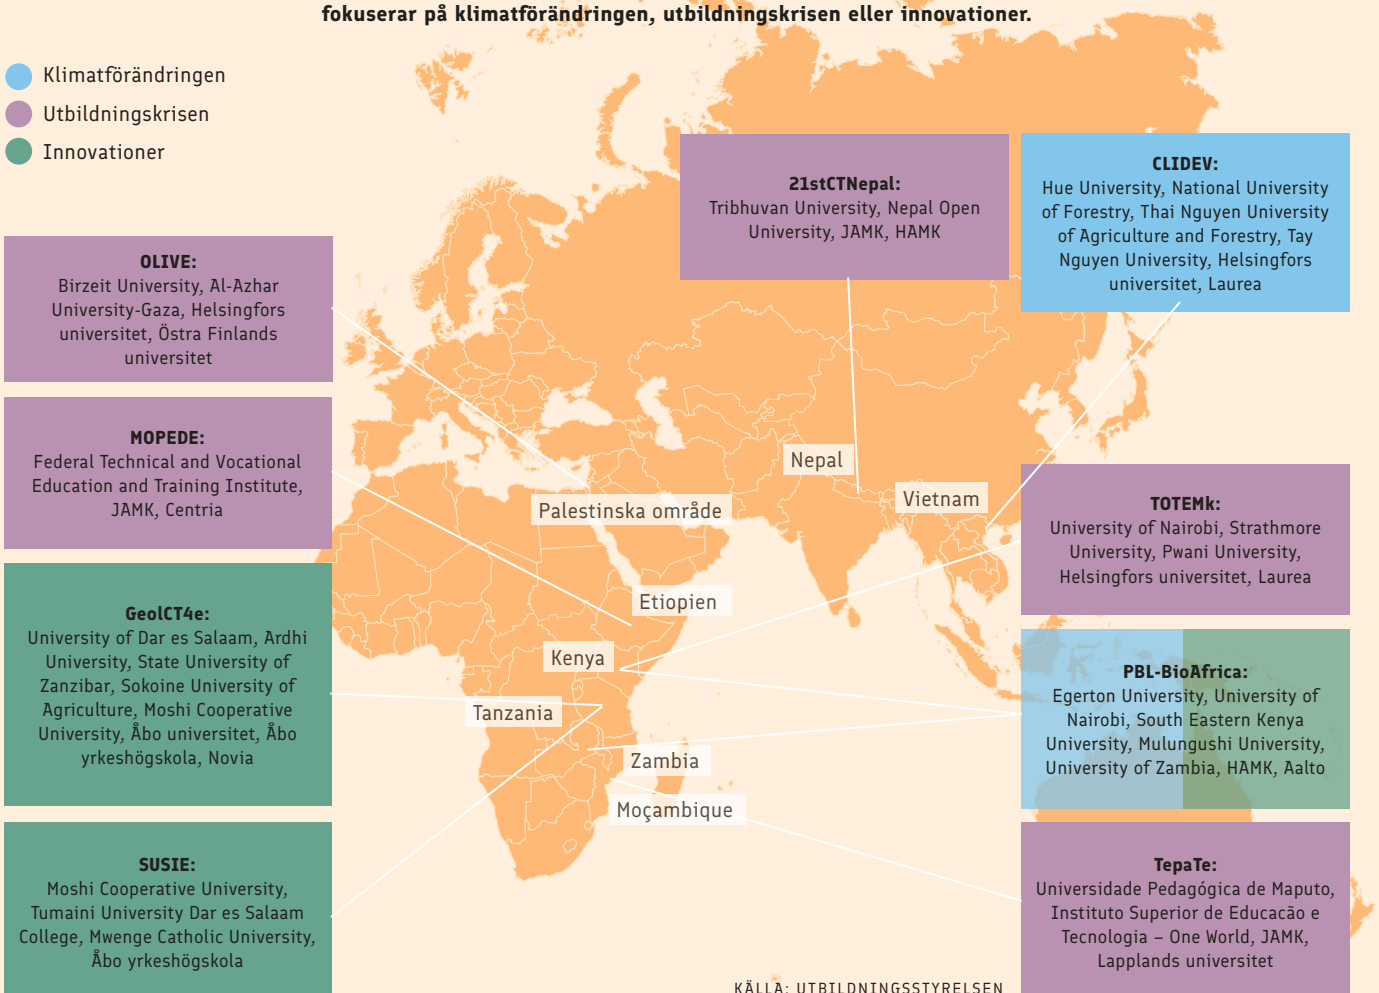 fokuserar på klimatförändringen, utbildningskrisen eller innovationer.
Klimatförändringen
Utbildningskrisen
Innovationer
21stCTNepal:
Tribhuvan University, Nepal Open
University, JAMK, HAMK
CLIDEV:
Hue University, National University
of Forestry, Thai Nguyen University
of Agriculture and Forestry, Tay
Nguyen University, Helsingfors
universitet, Laurea
OLIVE:
Birzeit University, Al-Azhar
University-Gaza, Helsingfors
universitet, Östra Finlands
universitet
MOPEDE:
Federal Technical and Vocational
Education and Training Institute,
JAMK, Centria
GeolCT4e:
University of Dar es Salaam, Ardhi
University, State University of
Zanzibar, Sokoine University of
Agriculture, Moshi Cooperative
University, Åbo universitet, Åbo
yrkeshögskola, Novia
SUSIE:
Moshi Cooperative University,
Tumaini University Dar es Salaam
College, Mwenge Catholic University,
Åbo yrkeshögskola
Nepal
Vietnam
Palestinska område
Etiopien
Kenya
Tanzania
Zambia
Moçambique
TOTEMk:
University of Nairobi, Strathmore
University, Pwani University,
Helsingfors universitet, Laurea
PBL-BioAfrica:
Egerton University, University of
Nairobi, South Eastern Kenya
University, Mulungushi University,
University of Zambia, HAMK, Aalto
TepaTe:
Universidade Pedagógica de Maputo,
Instituto Superior de Educacão e
Tecnologia – One World, JAMK,
Lapplands universitet
KÄLLA: UTBILDNINGSSTYRELSEN